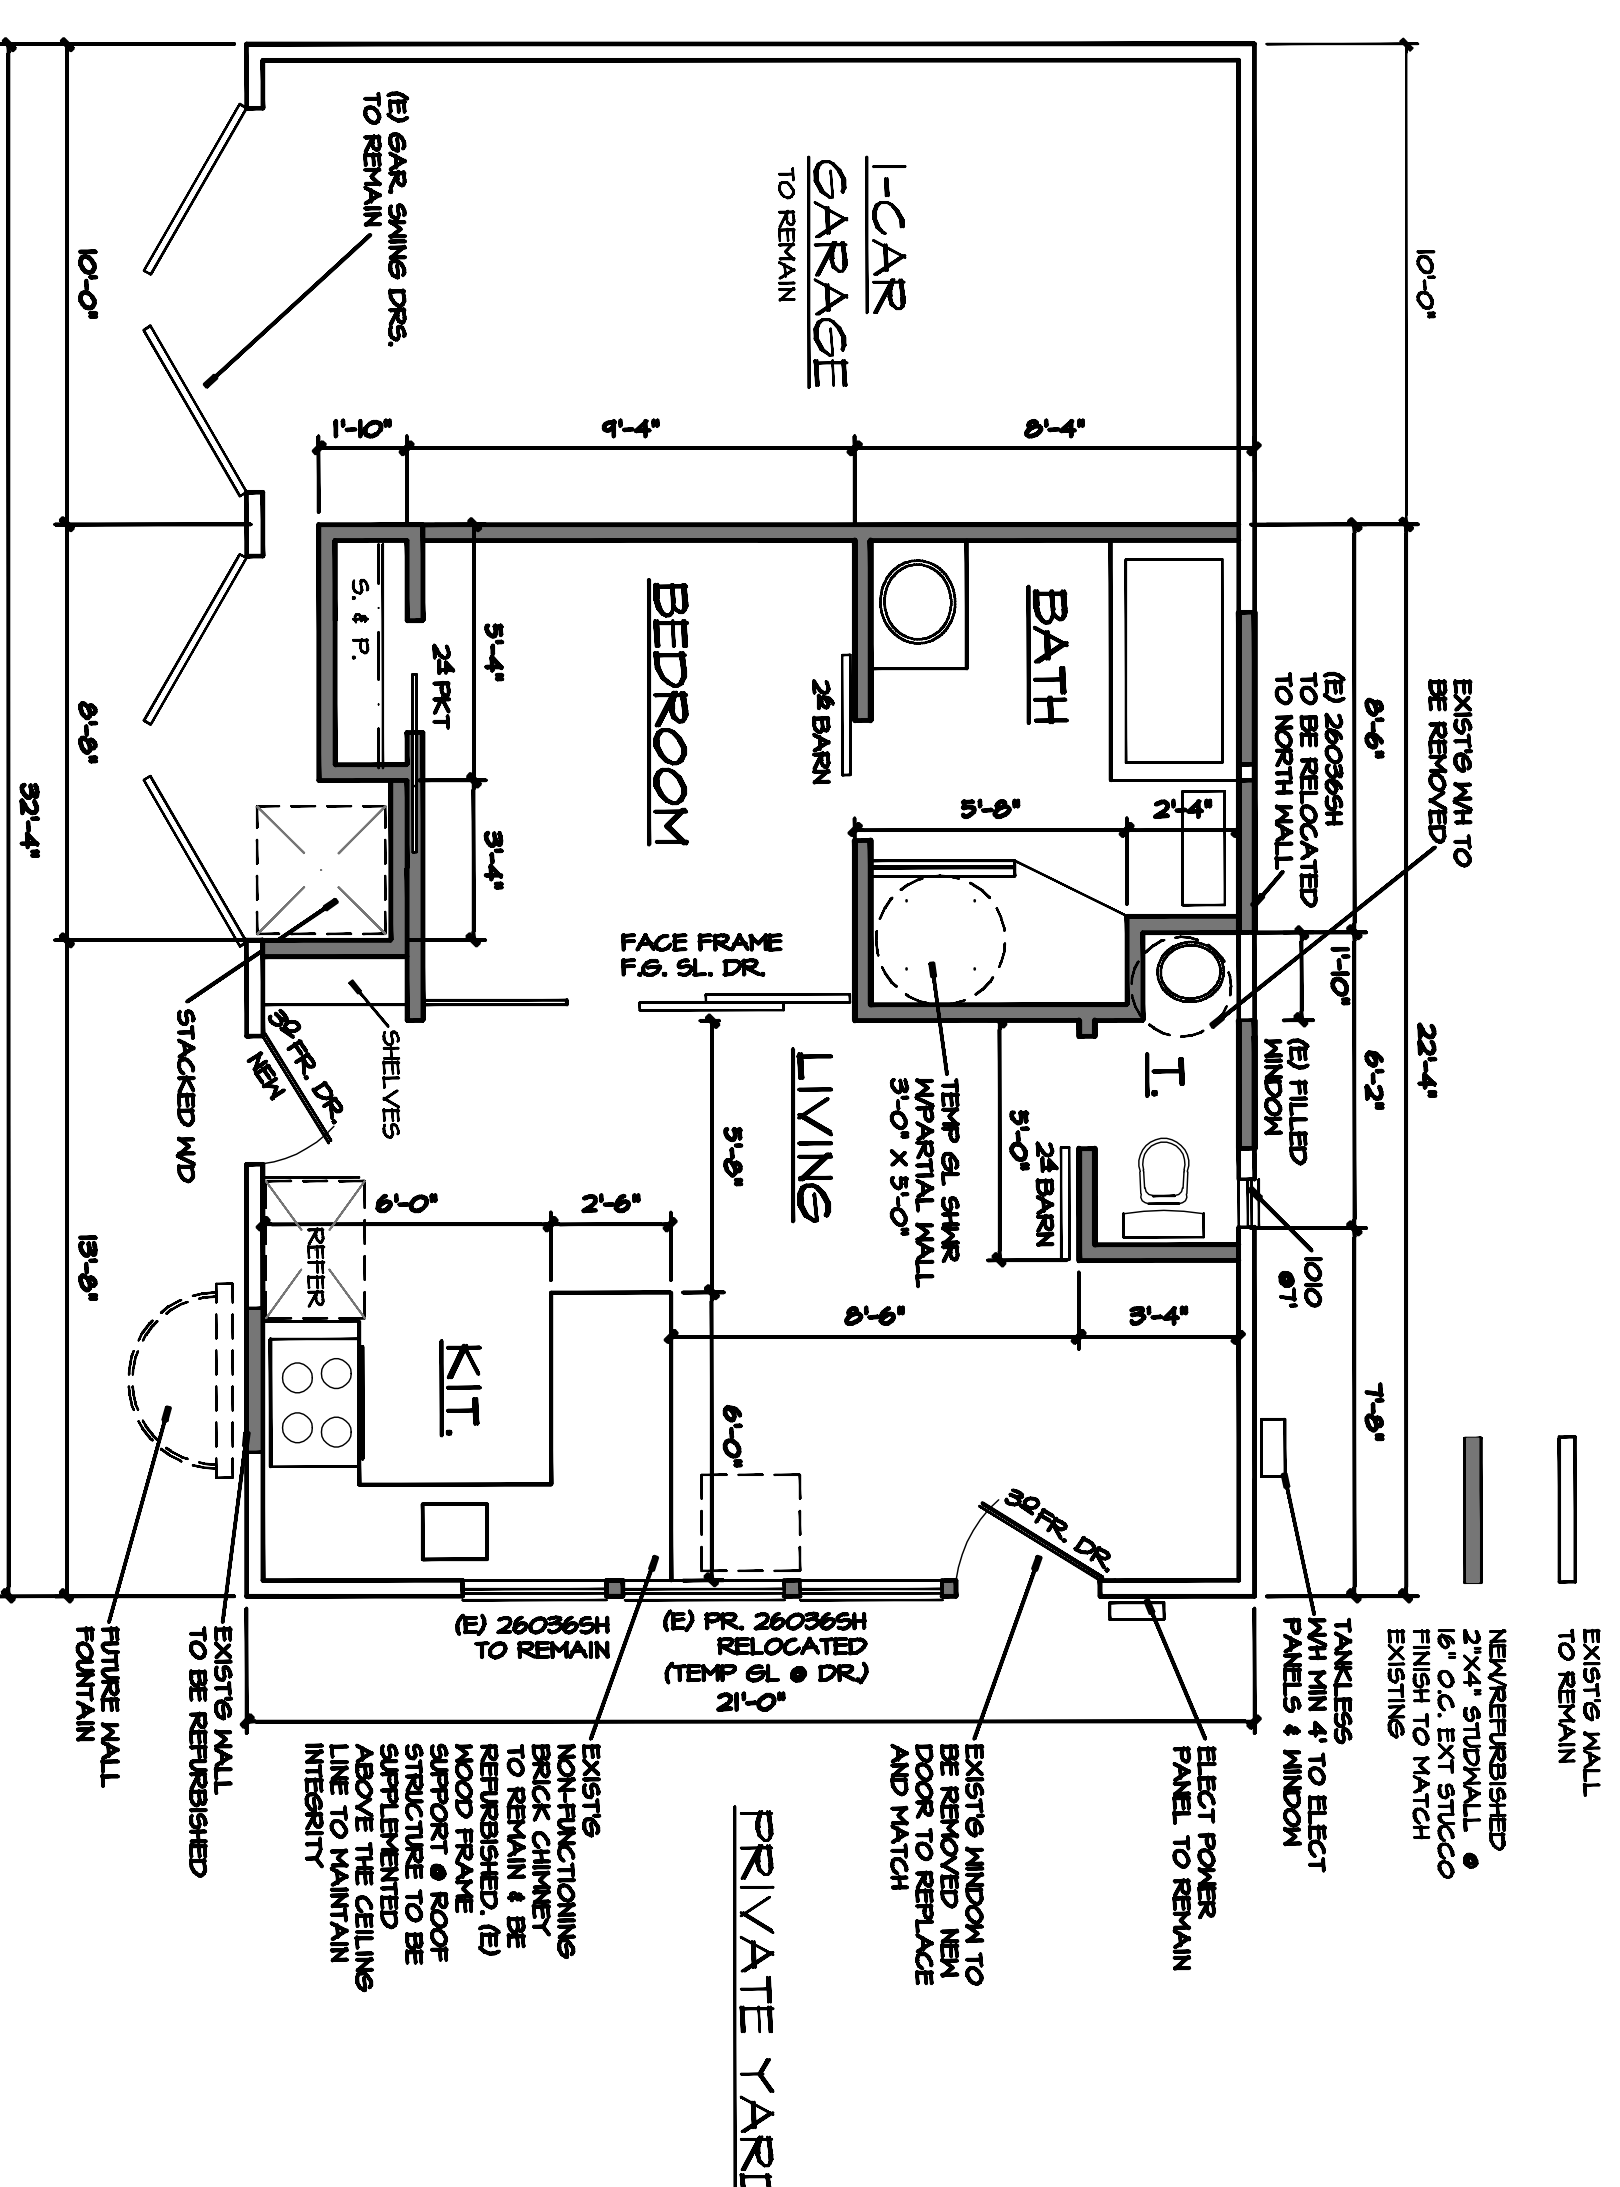 1-CAR
GARAGE
TO REMAIN
(E) GAR. SWING DRS.
TO REMAIN
10'-0"
10'-0"
1'-10"
9'-4"
8'-4"
BEDROOM
BATH
S. & P.
24 PKT
5'-4"
3'-4"
28 BARN
5'-8"
2'-4"
8'-8"
32'-4"
8'-6"
(E) 26036SH
TO BE RELOCATED
TO NORTH WALL
EXIST'G W/H TO
BE REMOVED
FACE FRAME
F.G. SL. DR.
1'-10"
22'-4"
6'-2"
(E) FILLED
WINDOW
T.
LIVING
TEMP GL SHWR
W/PARTIAL WALL
3'-0" X 5'-0"
5'-0"
24 BARN
1010
@7'
STACKED W/D
30 FR. DR.
NEW
SHELVES
5'-8"
6'-0"
2'-6"
REFER
KIT.
13'-8"
8'-6"
3'-4"
6'-0"
7'-8"
30 FR. DR.
(E) 26036SH
TO REMAIN
(E) PR. 26036SH
RELOCATED
(TEMP GL @ DR.)
21'-0"
EXIST'G WALL
TO REMAIN
NEW/REFURBISHED
2"X4" STUDWALL @
16" O.C. EXT STUCCO
FINISH TO MATCH
EXISTING
TANKLESS
W/H MIN 4' TO ELECT
PANELS & WINDOW
ELECT POWER
PANEL TO REMAIN
EXIST'G WINDOW TO
BE REMOVED NEW
DOOR TO REPLACE
AND MATCH
EXIST'G
NON-FUNCTIONING
BRICK CHIMNEY
TO REMAIN & BE
REFURBISHED. (E)
WOOD FRAME
SUPPORT @ ROOF
STRUCTURE TO BE
SUPPLEMENTED
ABOVE THE CEILING
LINE TO MAINTAIN
INTEGRITY
EXIST'G WALL
TO BE REFURBISHED
FUTURE WALL
FOUNTAIN
PRIVATE YARD